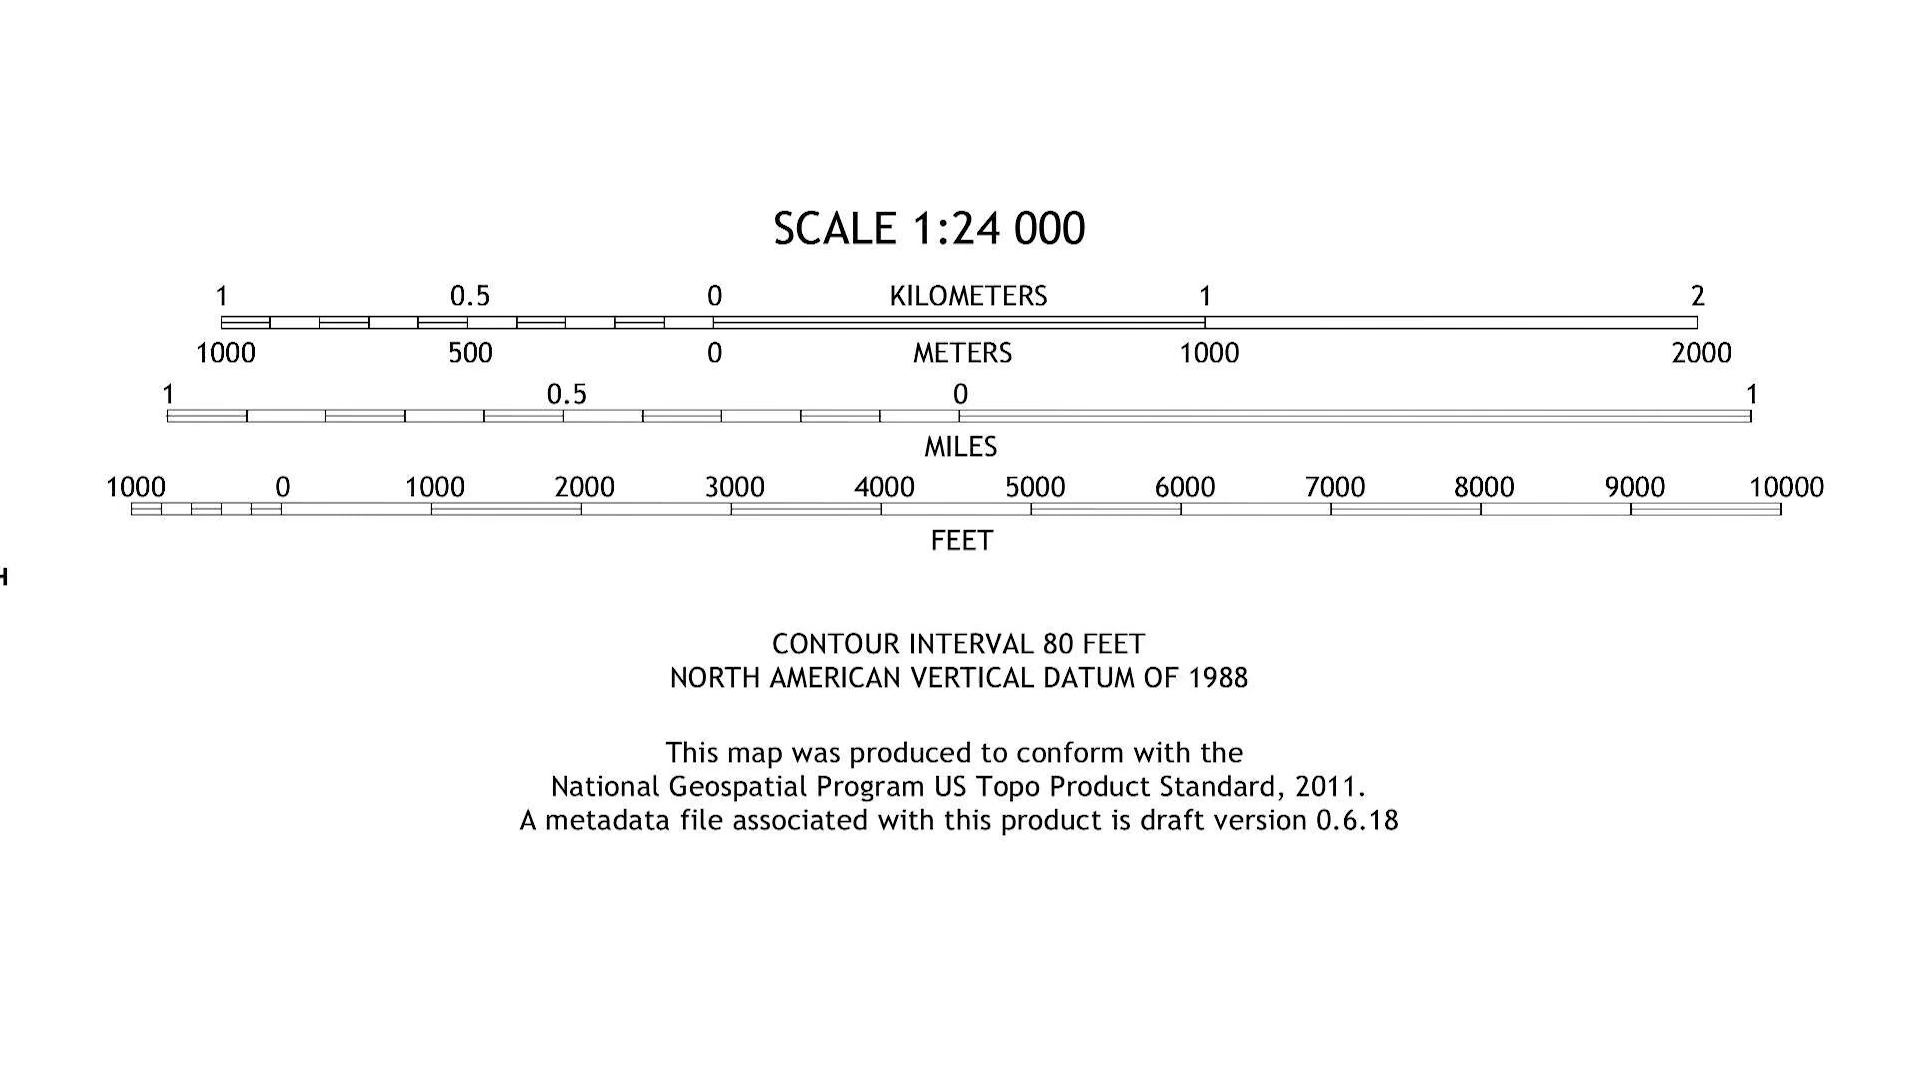 SCALE 1:24 000
1 0.5 0 KILOMETERS 1 2
1000 500 0 METERS 1000 2000
1 0.5 0 1
MILES
1000 0 1000 2000 3000 4000 5000 6000 7000 8000 9000 10000
FEET
H
CONTOUR INTERVAL 80 FEET
NORTH AMERICAN VERTICAL DATUM OF 1988
This map was produced to conform with the
National Geospatial Program US Topo Product Standard, 2011.
A metadata file associated with this product is draft version 0.6.18